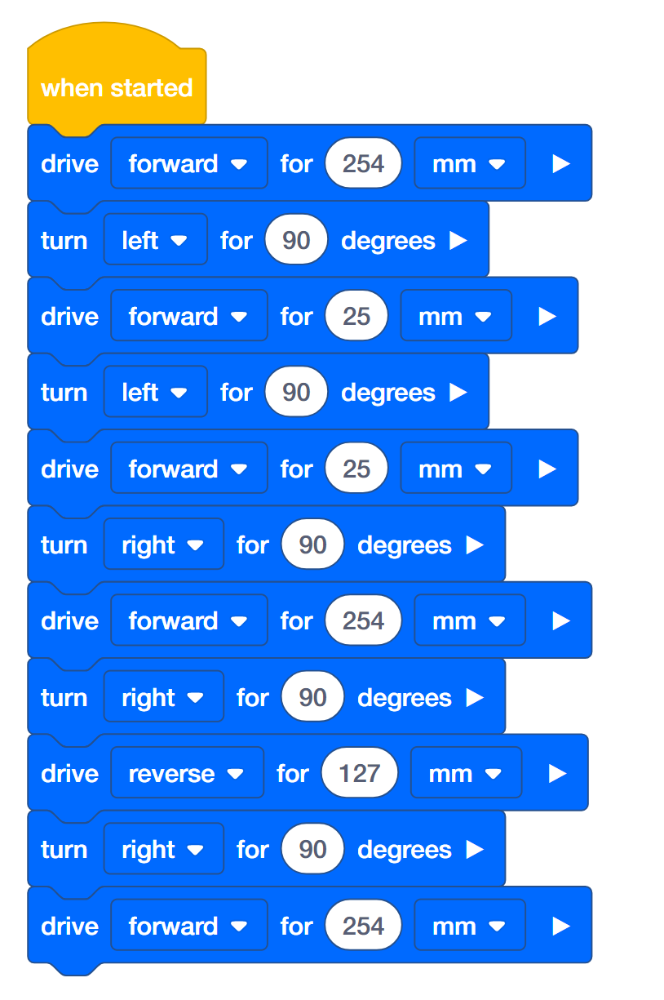 when started
drive forward for 254 mm
turn left for 90 degrees
drive forward for 25 mm
turn left for 90 degrees
drive forward for 25 mm
turn right for 90 degrees
drive forward for 254 mm
turn right for 90 degrees
drive reverse for 127 mm
turn right for 90 degrees
drive forward for 254 mm